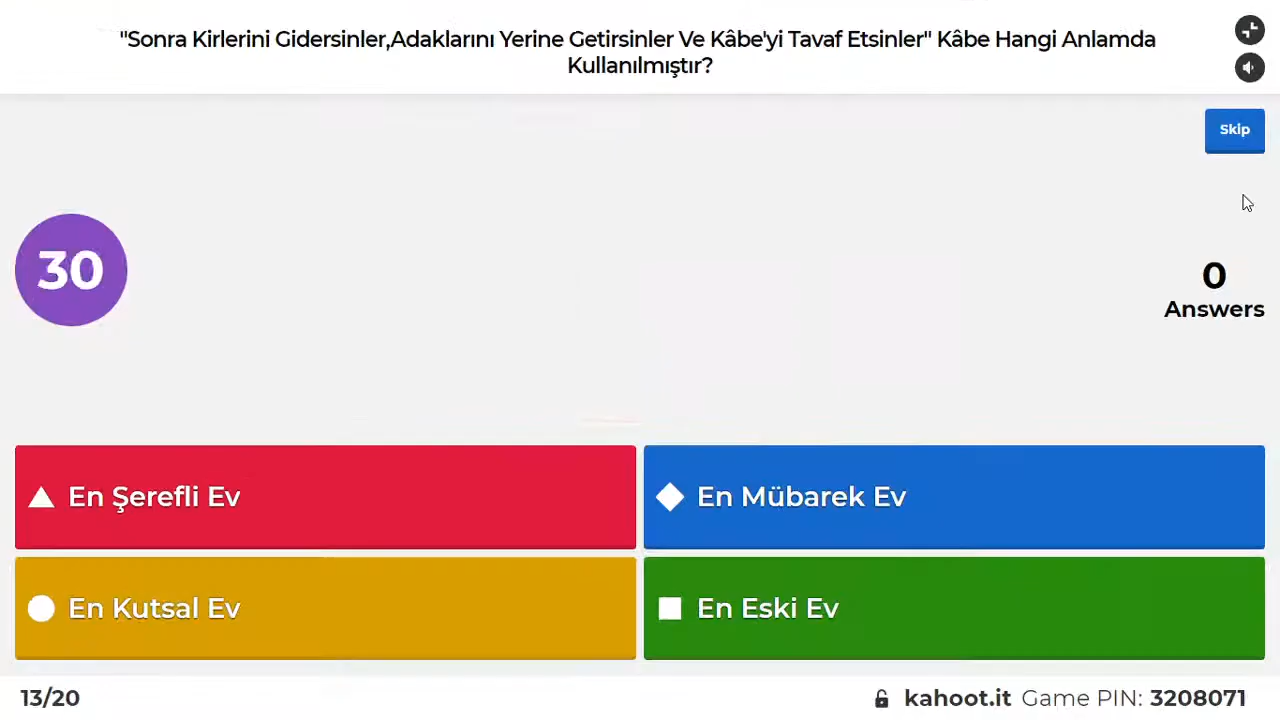 "Sonra Kirlerini Gidersinler,Adaklarını Yerine Getirsinler Ve Kâbe'yi Tavaf Etsinler" Kâbe Hangi Anlamda
Kullanılmıştır?
Skip
30
0
Answers
En Şerefli Ev
En Mübarek Ev
En Kutsal Ev
En Eski Ev
13/20
kahoot.it Game PIN: 3208071